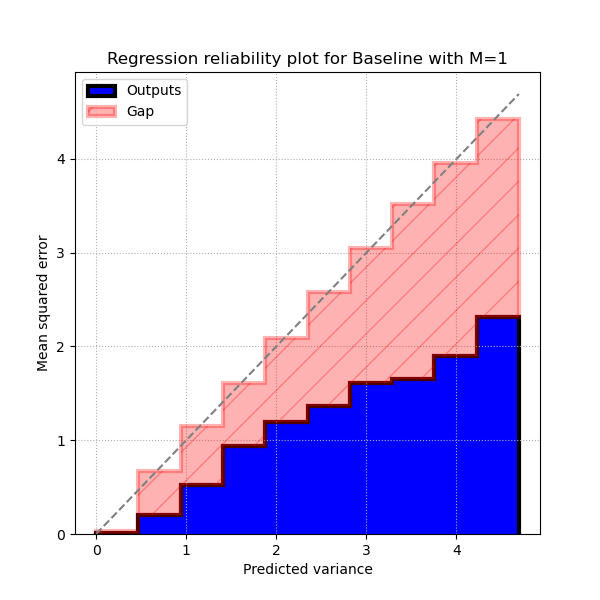 Regression reliability plot for Baseline with M=1
Outputs
Gap
4
3
2
1
0
Mean squared error
0 1 2 3 4
Predicted variance